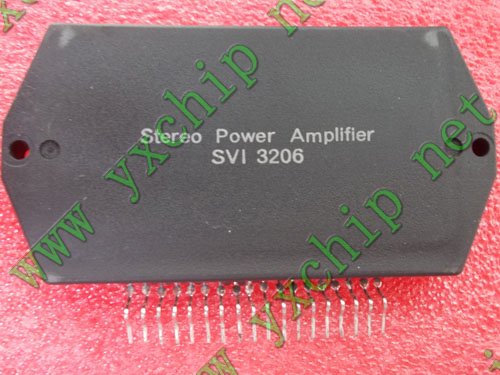 Stereo Power Amplifier
SVI 3206
www yxchip net
www yxchip net